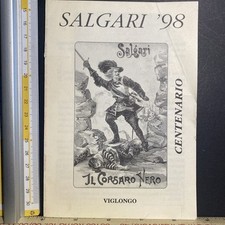 SALGARI '98
Salgari
IL CORSARO NERO
CENTENARIO
VIGLONGO